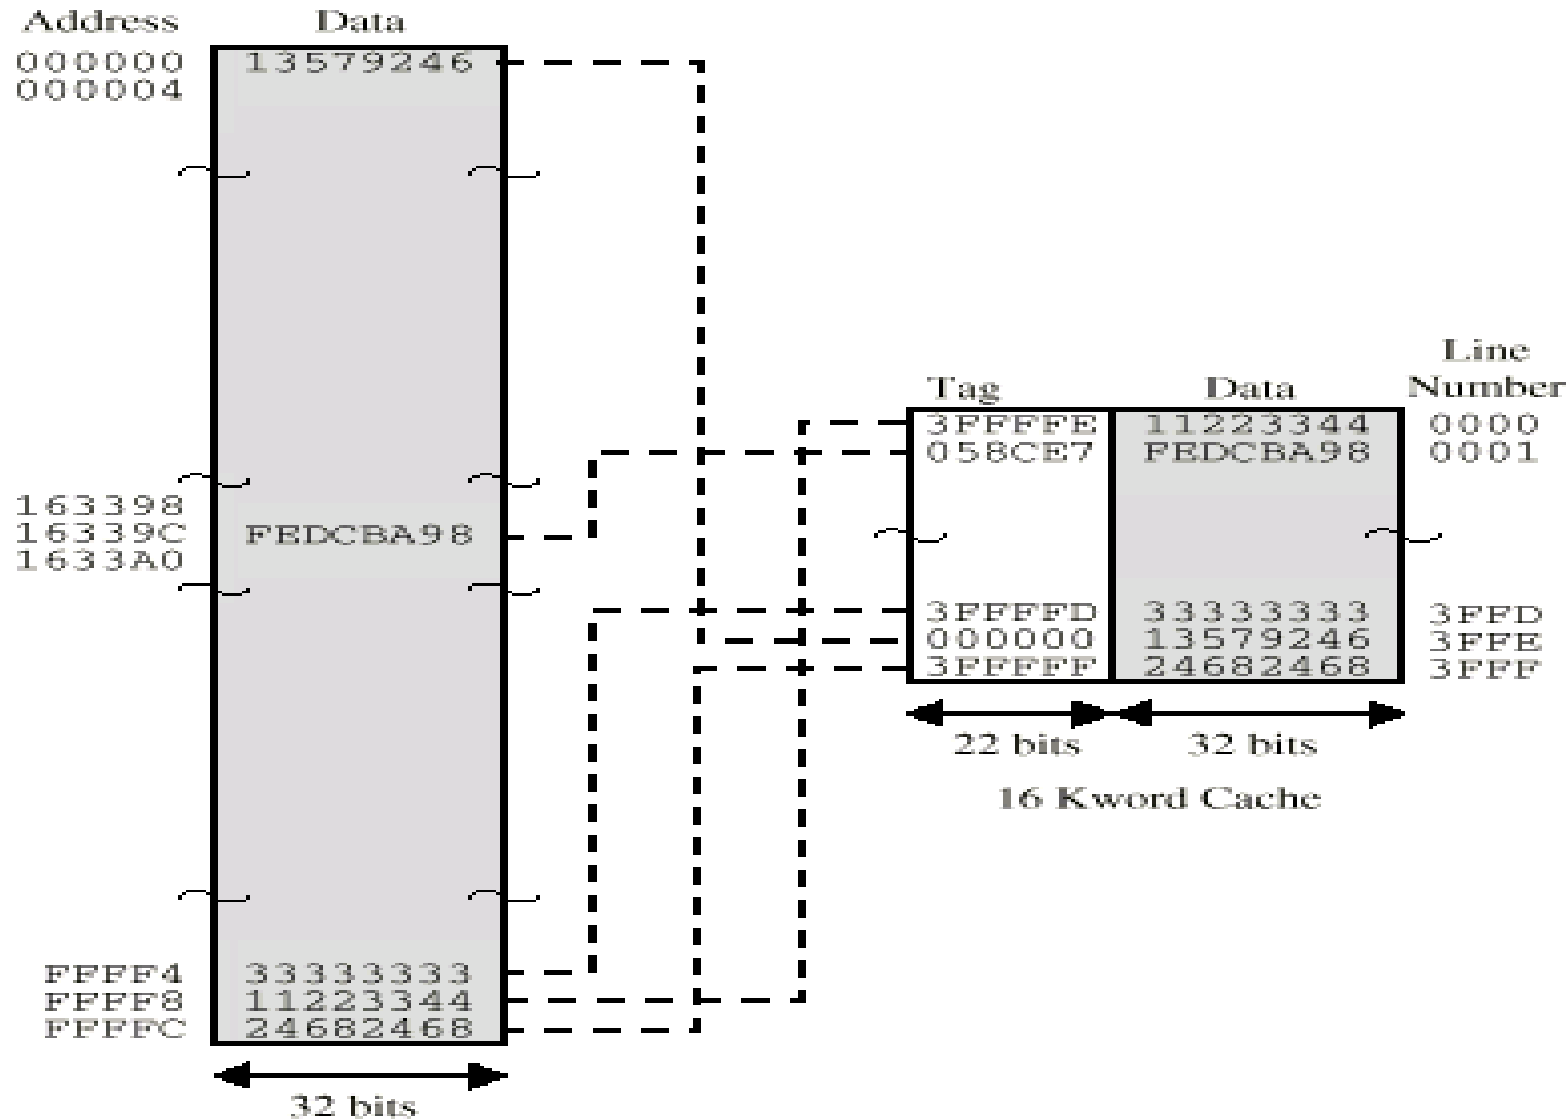 Address Data
000000 13579246
000004
163398
16339C FEDCBA98
1633A0
FFFF4 33333333
FFFF8 11223344
FFFFC 24682468
32 bits
Line
Tag Data Number
3FFFFE 11223344 0000
058CE7 FEDCBA98 0001
3FFFFD 33333333 3FFD
000000 13579246 3FFE
3FFFFF 24682468 3FFF
22 bits 32 bits
16 Kword Cache